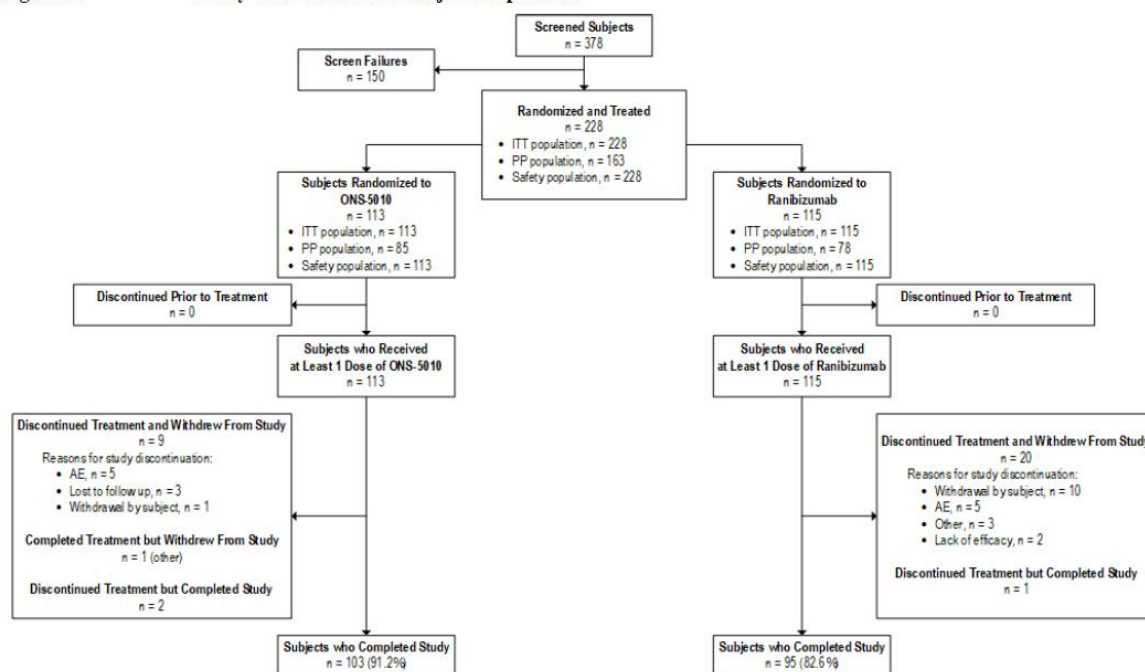 Screened Subjects
n = 378
Screen Failures
n = 150
Randomized and Treated
n = 228
• ITT population, n = 228
• PP population, n = 163
• Safety population, n = 228
Subjects Randomized to
ONS-5010
n = 113
• ITT population, n = 113
• PP population, n = 85
• Safety population, n = 113
Subjects Randomized to
Ranibizumab
n = 115
• ITT population, n = 115
• PP population, n = 78
• Safety population, n = 115
Discontinued Prior to Treatment
n = 0
Discontinued Prior to Treatment
n = 0
Subjects who Received
at Least 1 Dose of ONS-5010
n = 113
Subjects who Received
at Least 1 Dose of Ranibizumab
n = 115
Discontinued Treatment and Withdrew From Study
n = 9
Reasons for study discontinuation:
• AE, n = 5
• Lost to follow up, n = 3
• Withdrawal by subject, n = 1
Completed Treatment but Withdrew From Study
n = 1 (other)
Discontinued Treatment but Completed Study
n = 2
Discontinued Treatment and Withdrew From Study
n = 20
Reasons for study discontinuation:
• Withdrawal by subject, n = 10
• AE, n = 5
• Other, n = 3
• Lack of efficacy, n = 2
Discontinued Treatment but Completed Study
n = 1
Subjects who Completed Study
n = 103 (91.2%)
Subjects who Completed Study
n = 95 (82.6%)